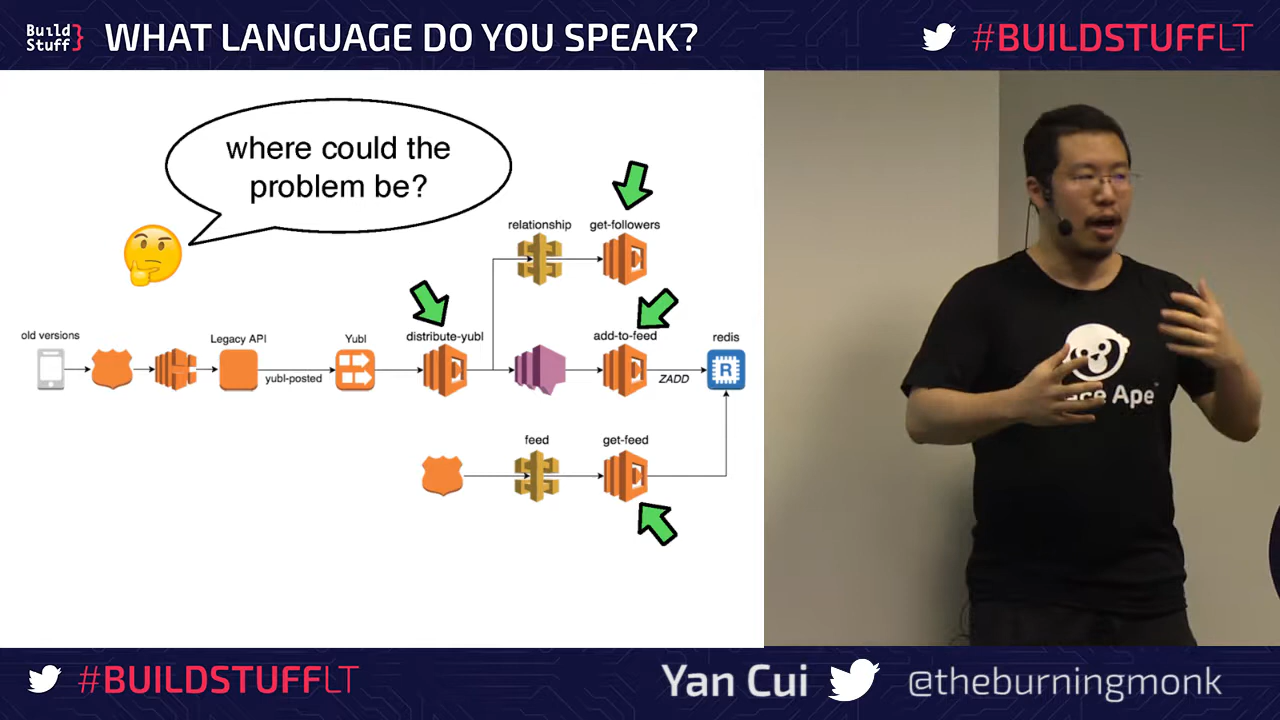 Build
Stuff
WHAT LANGUAGE DO YOU SPEAK?
#BUILDSTUFFLT
where could the
problem be?
relationship
get-followers
old versions
Legacy API
Yubl
distribute-yubl
add-to-feed
redis
yubl-posted
ZADD
R
feed
get-feed
Ape
#BUILDSTUFFLT
Yan Cui
@theburningmonk